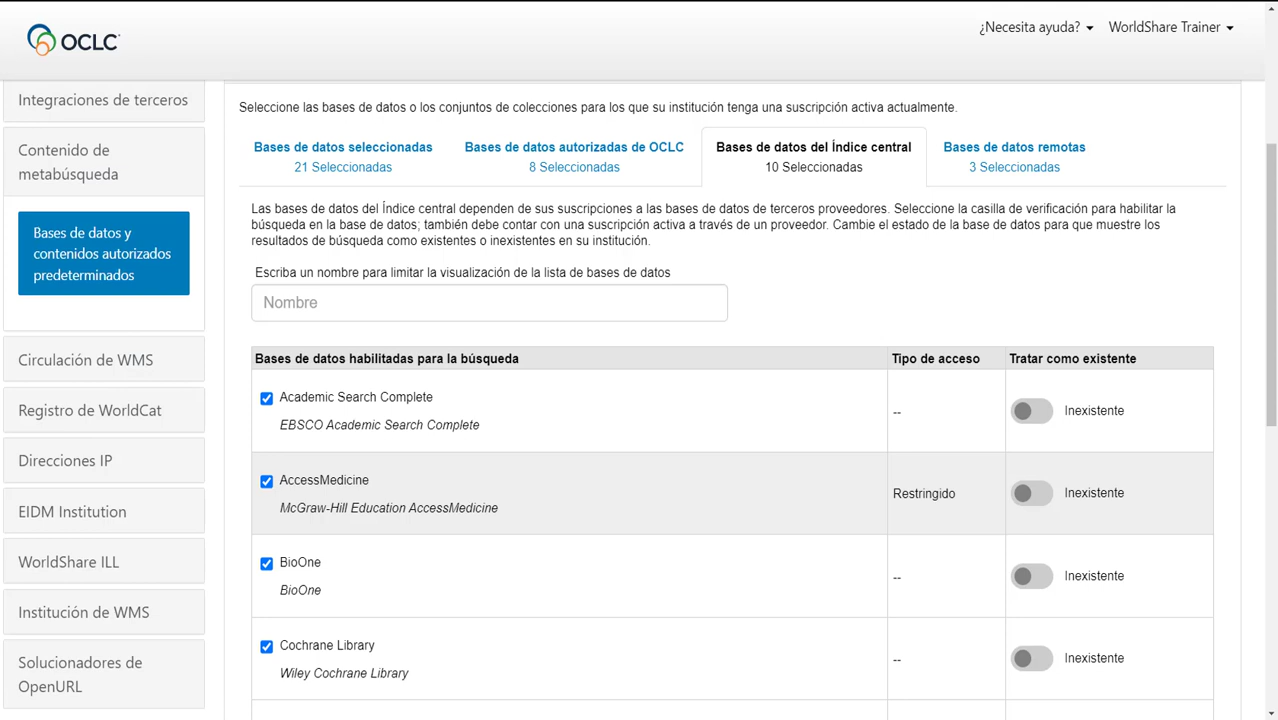 OCLC
¿Necesita ayuda?
WorldShare Trainer
Integraciones de terceros
Contenido de
metabúsqueda
Bases de datos y
contenidos autorizados
predeterminados
Circulación de WMS
Registro de WorldCat
Direcciones IP
EIDM Institution
WorldShare ILL
Institución de WMS
Solucionadores de
OpenURL
Seleccione las bases de datos o los conjuntos de colecciones para los que su institución tenga una suscripción activa actualmente.
Bases de datos seleccionadas
21 Seleccionadas
Bases de datos autorizadas de OCLC
8 Seleccionadas
Bases de datos del Índice central
10 Seleccionadas
Bases de datos remotas
3 Seleccionadas
Las bases de datos del Índice central dependen de sus suscripciones a las bases de datos de terceros proveedores. Seleccione la casilla de verificación para habilitar la
búsqueda en la base de datos; también debe contar con una suscripción activa a través de un proveedor. Cambie el estado de la base de datos para que muestre los
resultados de búsqueda como existentes o inexistentes en su institución.
Escriba un nombre para limitar la visualización de la lista de bases de datos
Nombre
Bases de datos habilitadas para la búsqueda
Tipo de acceso
Tratar como existente
Academic Search Complete
EBSCO Academic Search Complete
--
Inexistente
AccessMedicine
McGraw-Hill Education AccessMedicine
Restringido
Inexistente
BioOne
BioOne
--
Inexistente
Cochrane Library
Wiley Cochrane Library
--
Inexistente